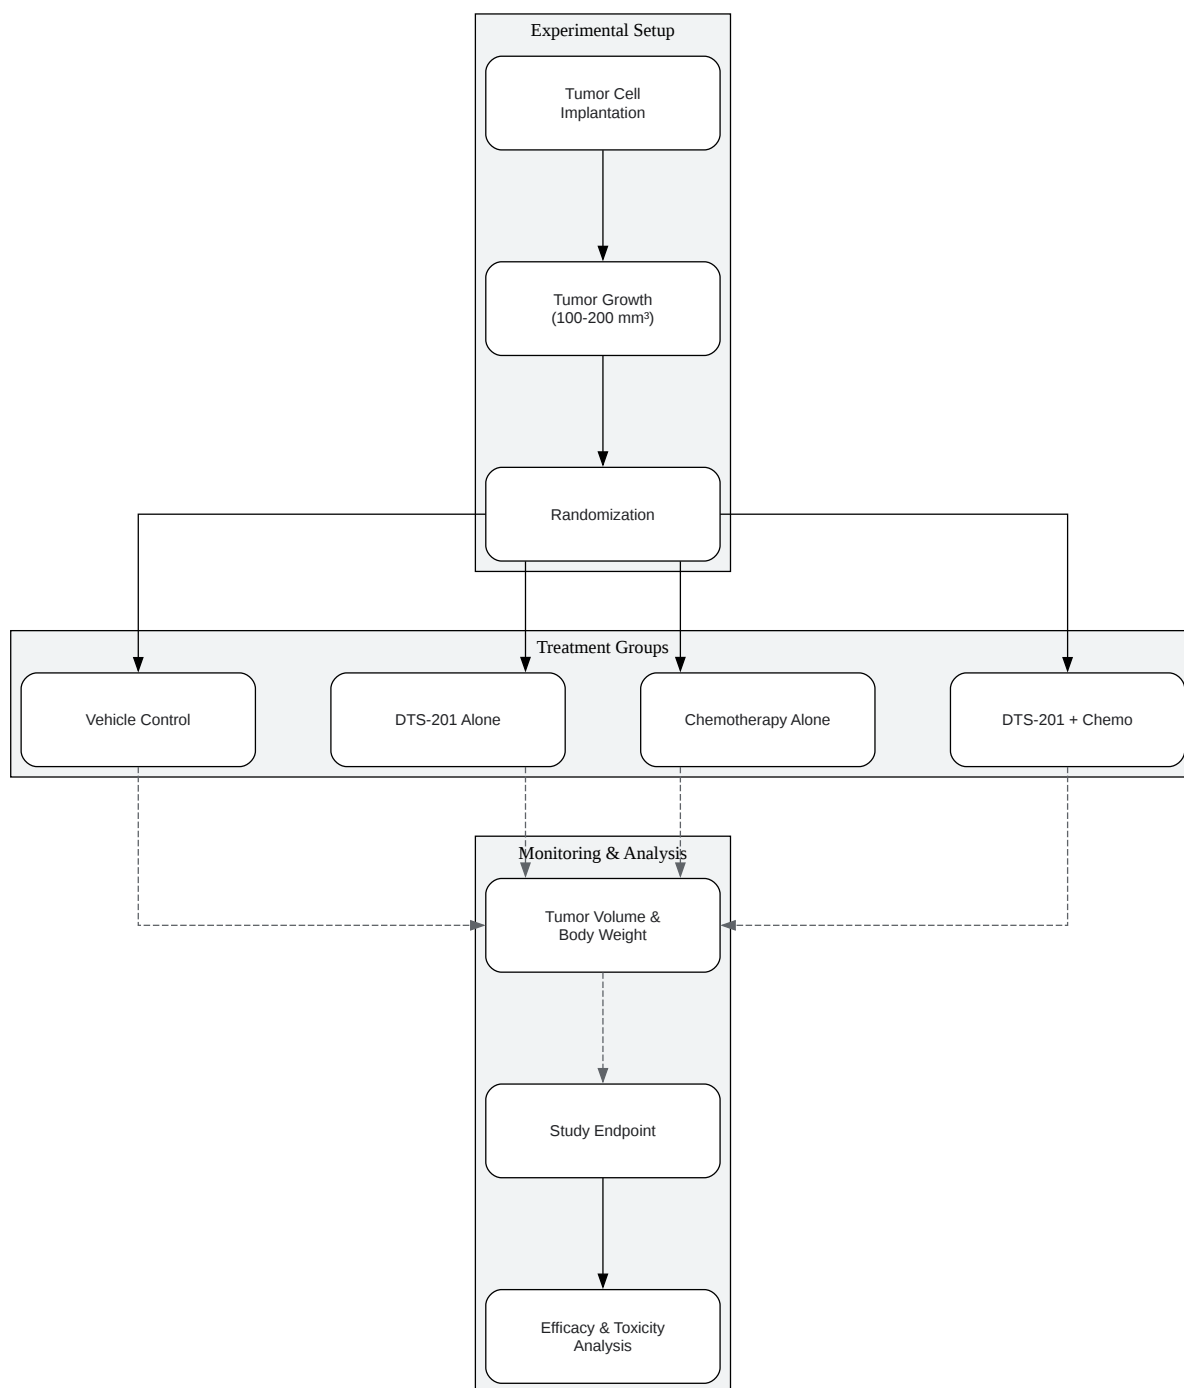 Experimental Setup
Tumor Cell
Implantation
Tumor Growth
(100-200 mm³)
Randomization
Treatment Groups
Vehicle Control
DTS-201 Alone
Chemotherapy Alone
DTS-201 + Chemo
Monitoring & Analysis
Tumor Volume &
Body Weight
Study Endpoint
Efficacy & Toxicity
Analysis